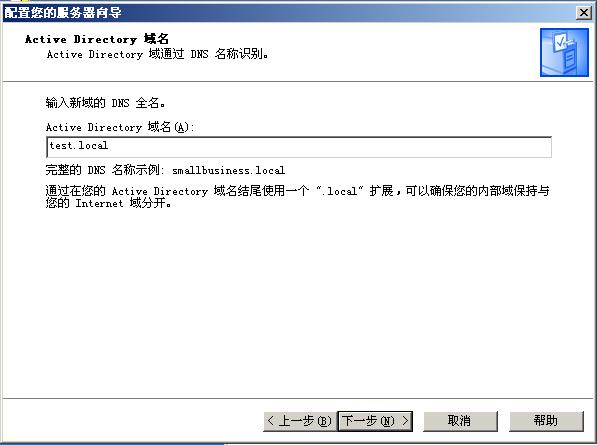 配置您的服务器向导
Active Directory 域名
Active Directory 域通过 DNS 名称识别。
输入新域的 DNS 全名。
Active Directory 域名(A):
test.local
完整的 DNS 名称示例: smallbusiness.local
通过在您的 Active Directory 域名结尾使用一个 ".local" 扩展，可以确保您的内部域保持与
您的 Internet 域分开。
< 上一步(B) 下一步(N) > 取消 帮助